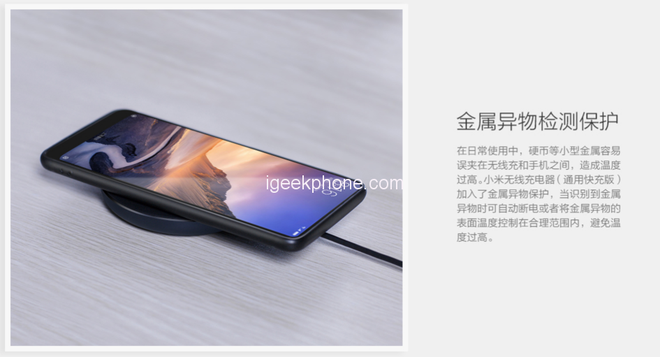 金属异物检测保护
在日常使用中，硬币等小型金属容易
误夹在无线充和手机之间，造成温度
过高。小米无线充电器（通用快充版）
加入了金属异物保护，当识别到金属
异物时可自动断电或者将金属异物的
表面温度控制在合理范围内，避免温
度过高。
igeekphone.com